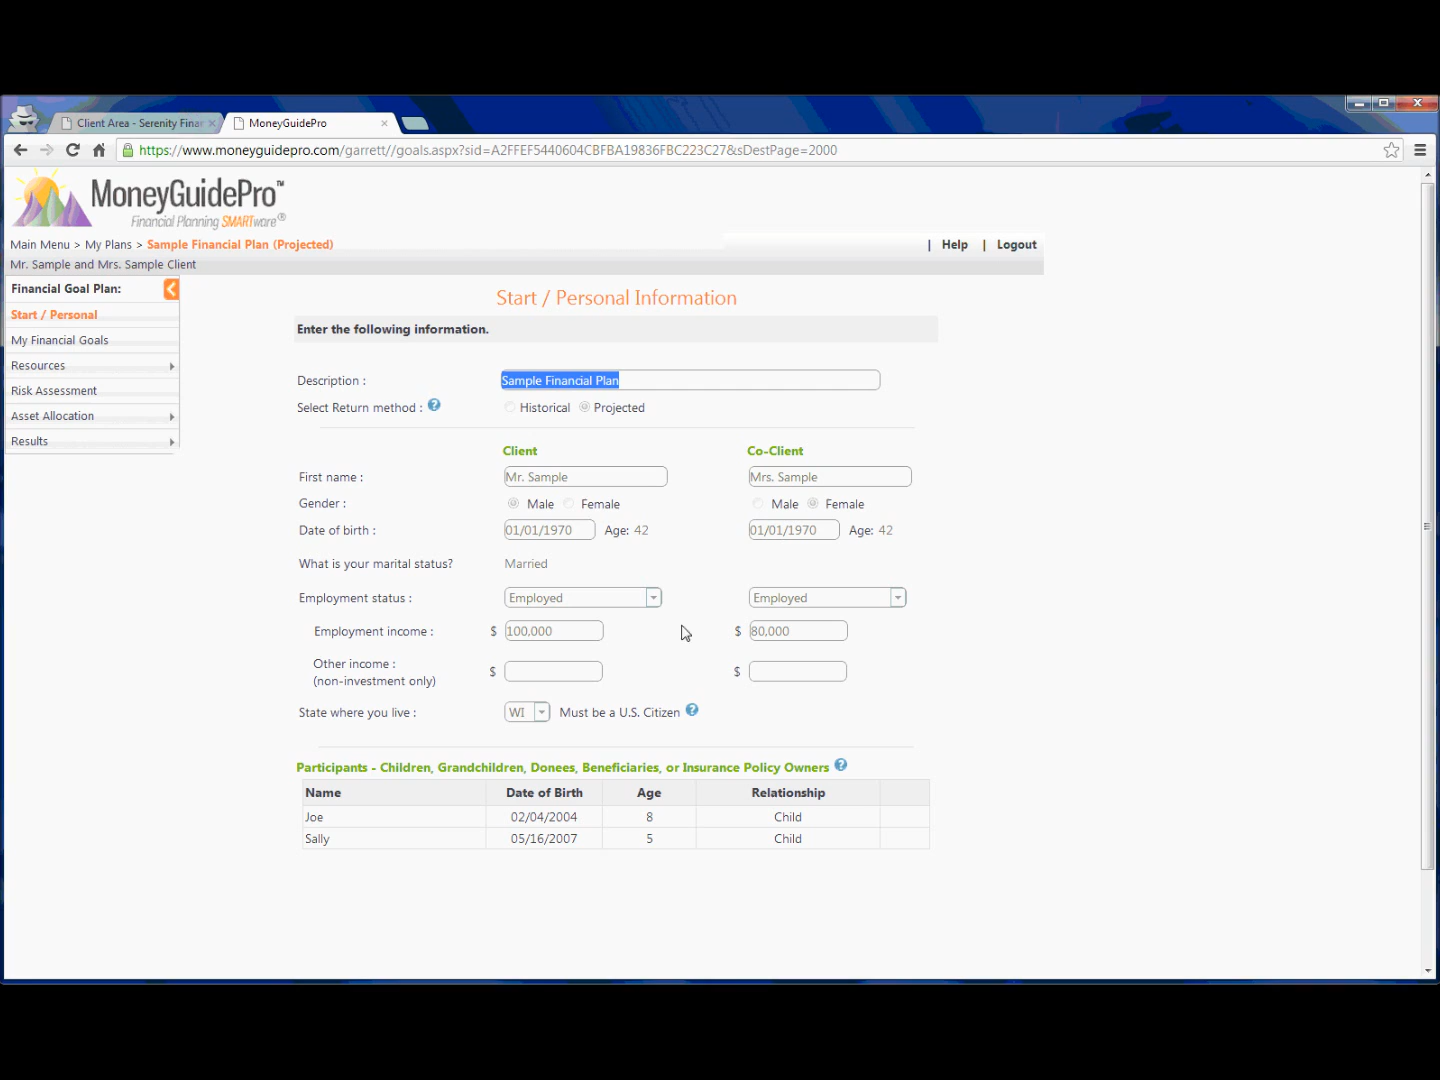 Client Area - Serenity Finan
MoneyGuidePro
https://www.moneyguidepro.com/garrett//goals.aspx?sid=A2FFEF5440604CBFBA19836FBC223C27&sDestPage=2000
MoneyGuidePro™
Financial Planning SMARTware®
Main Menu > My Plans > Sample Financial Plan (Projected)
| Help | Logout
Mr. Sample and Mrs. Sample Client
Financial Goal Plan:
Start / Personal
My Financial Goals
Resources
Risk Assessment
Asset Allocation
Results
Start / Personal Information
Enter the following information.
Description : Sample Financial Plan
Select Return method : ? Historical Projected
Client Co-Client
First name : Mr. Sample Mrs. Sample
Gender : Male Female Male Female
Date of birth : 01/01/1970 Age: 42 01/01/1970 Age: 42
What is your marital status? Married
Employment status : Employed Employed
Employment income : $ 100,000 $ 80,000
Other income :
(non-investment only) $ $
State where you live : WI Must be a U.S. Citizen ?
Participants - Children, Grandchildren, Donees, Beneficiaries, or Insurance Policy Owners ?
Name Date of Birth Age Relationship
Joe 02/04/2004 8 Child
Sally 05/16/2007 5 Child